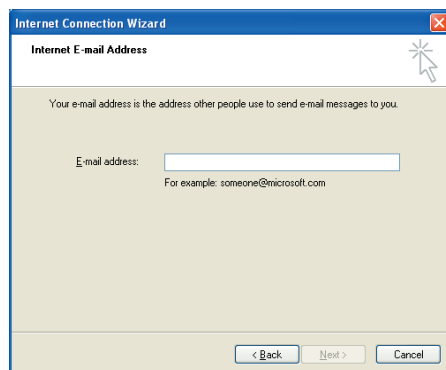 Internet Connection Wizard
Internet E-mail Address
Your e-mail address is the address other people use to send e-mail messages to you.
E-mail address:
For example: someone@microsoft.com
< Back Next > Cancel